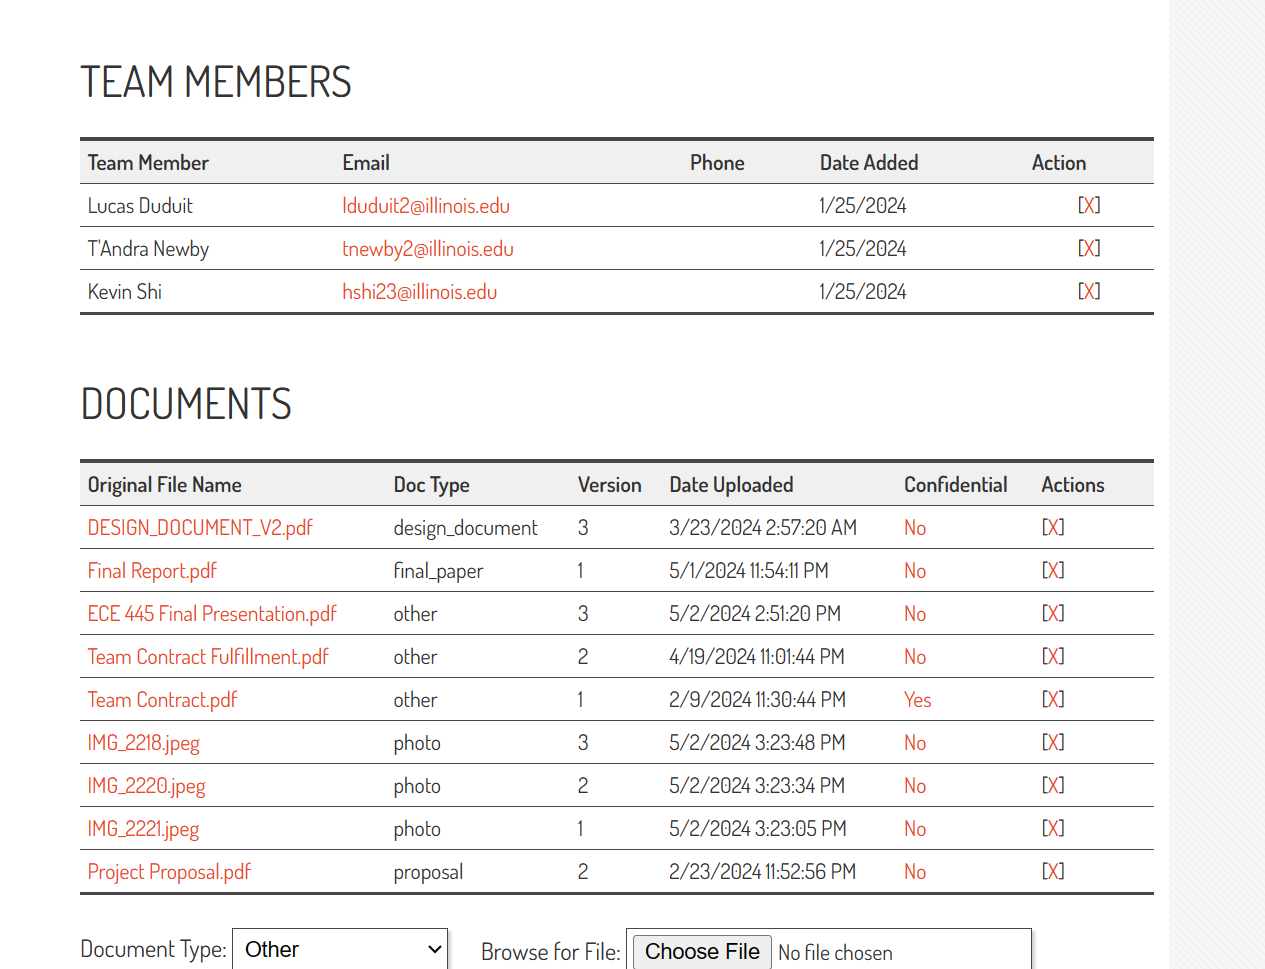 TEAM MEMBERS
Team Member Email Phone Date Added Action
Lucas Duduit lduduit2@illinois.edu 1/25/2024 [X]
T'Andra Newby tnewby2@illinois.edu 1/25/2024 [X]
Kevin Shi hshi23@illinois.edu 1/25/2024 [X]
DOCUMENTS
Original File Name Doc Type Version Date Uploaded Confidential Actions
DESIGN_DOCUMENT_V2.pdf design_document 3 3/23/2024 2:57:20 AM No [X]
Final Report.pdf final_paper 1 5/1/2024 11:54:11 PM No [X]
ECE 445 Final Presentation.pdf other 3 5/2/2024 2:51:20 PM No [X]
Team Contract Fulfillment.pdf other 2 4/19/2024 11:01:44 PM No [X]
Team Contract.pdf other 1 2/9/2024 11:30:44 PM Yes [X]
IMG_2218.jpeg photo 3 5/2/2024 3:23:48 PM No [X]
IMG_2220.jpeg photo 2 5/2/2024 3:23:34 PM No [X]
IMG_2221.jpeg photo 1 5/2/2024 3:23:05 PM No [X]
Project Proposal.pdf proposal 2 2/23/2024 11:52:56 PM No [X]
Document Type: Other Browse for File: Choose File No file chosen